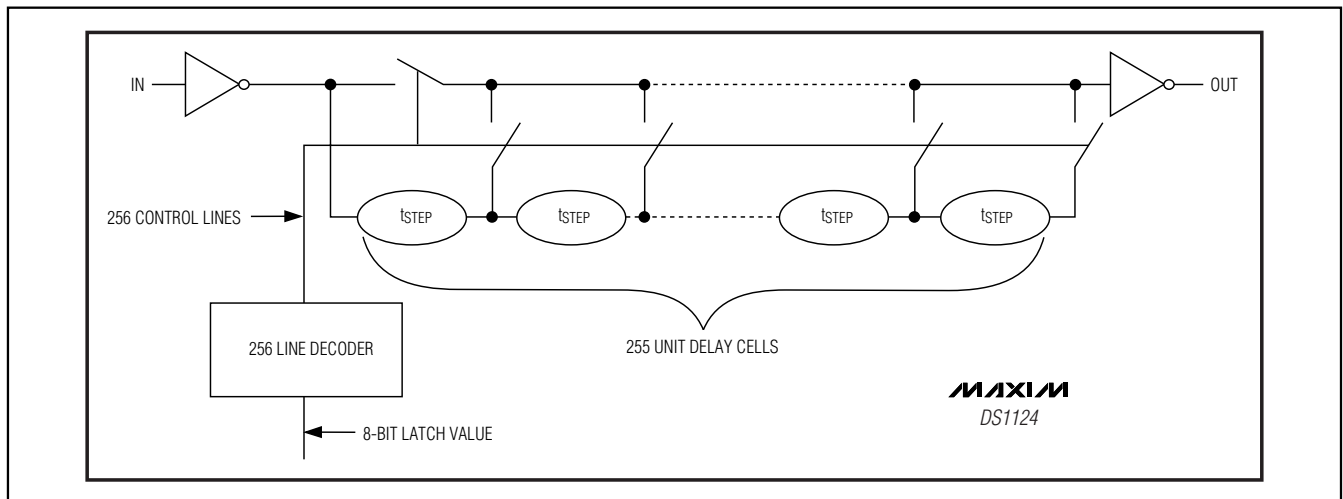 IN
OUT
256 CONTROL LINES
tSTEP
tSTEP
tSTEP
tSTEP
256 LINE DECODER
255 UNIT DELAY CELLS
MAXIM
DS1124
8-BIT LATCH VALUE